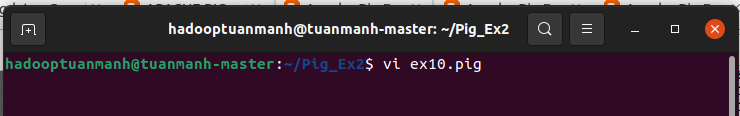 hadooptuanmanh@tuanmanh-master: ~/Pig_Ex2
hadooptuanmanh@tuanmanh-master:~/Pig_Ex2$ vi ex10.pig